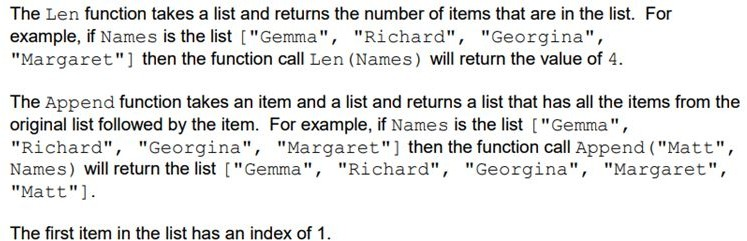 The Len function takes a list and returns the number of items that are in the list. For
example, if Names is the list ["Gemma", "Richard", "Georgina",
"Margaret"] then the function call Len(Names) will return the value of 4.
The Append function takes an item and a list and returns a list that has all the items from the
original list followed by the item. For example, if Names is the list ["Gemma",
"Richard", "Georgina", "Margaret"] then the function call Append("Matt",
Names) will return the list ["Gemma", "Richard", "Georgina", "Margaret",
"Matt"].
The first item in the list has an index of 1.